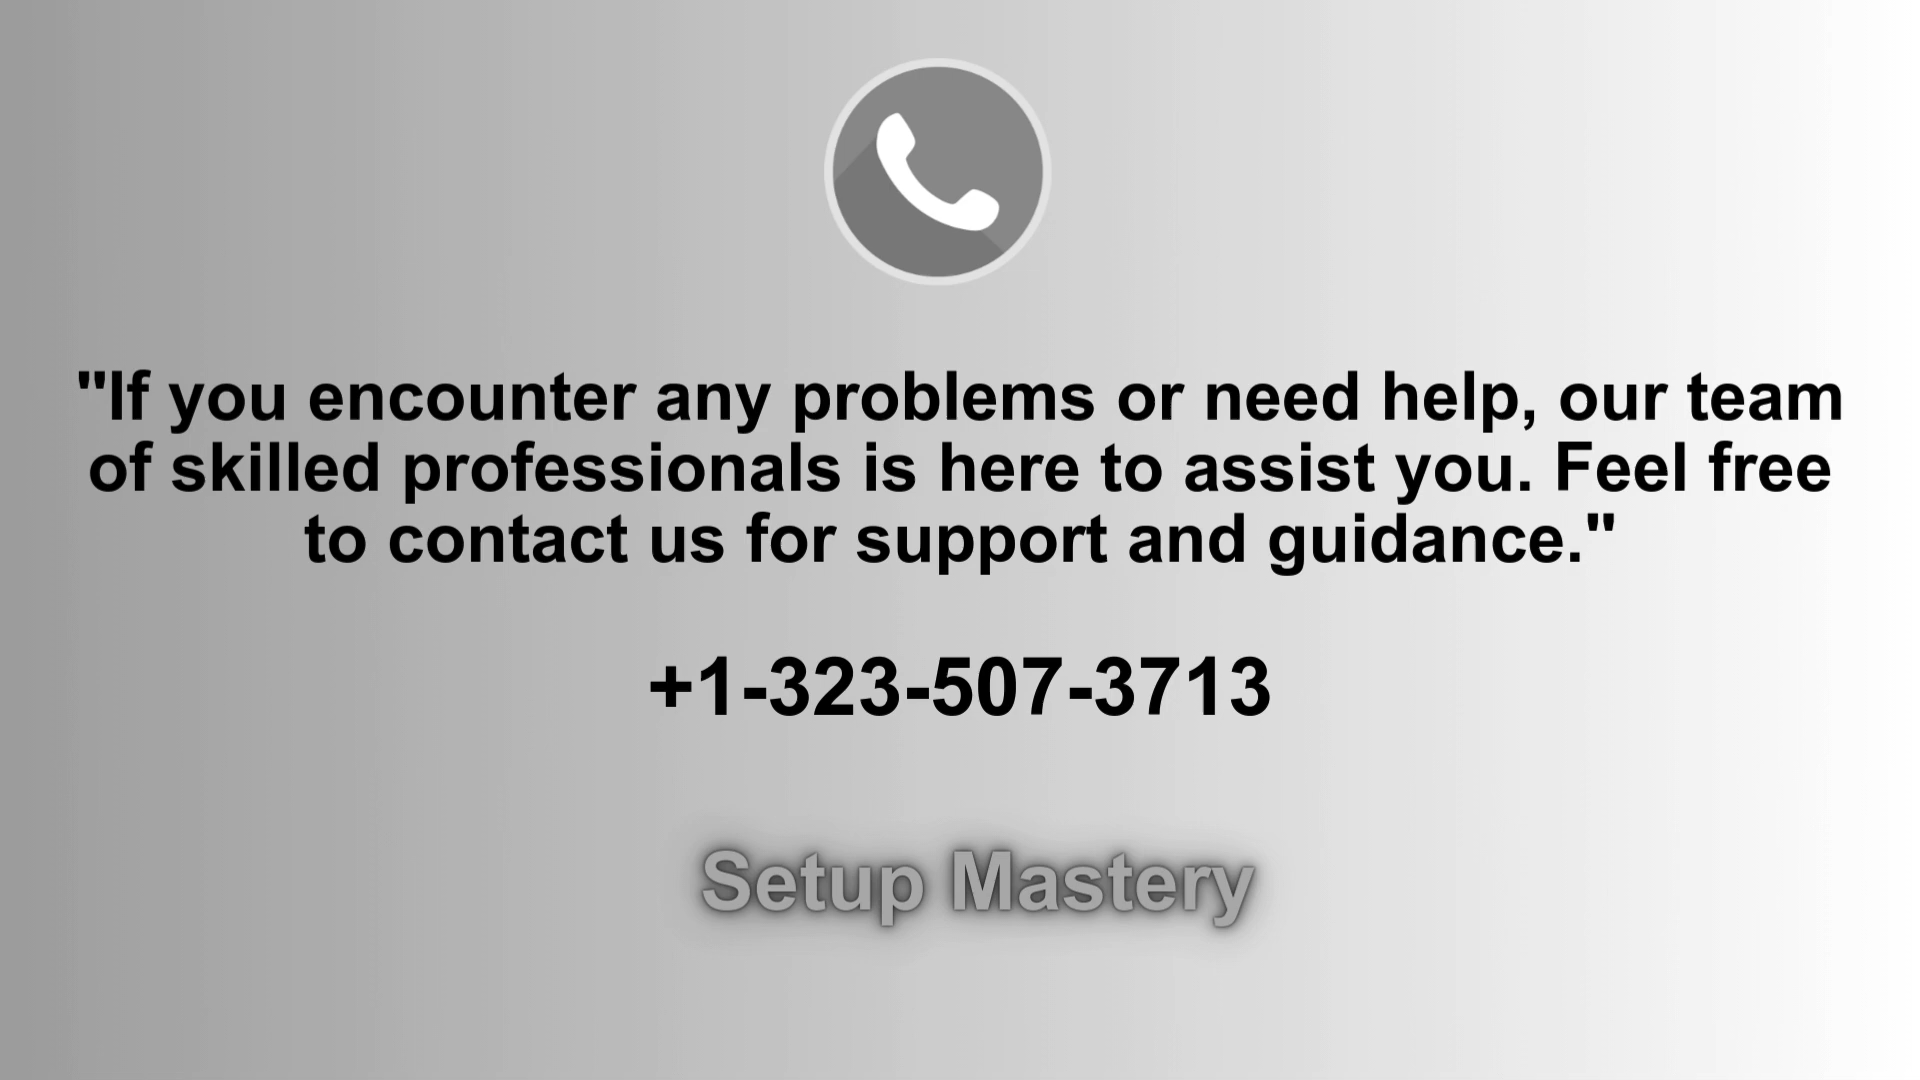 "If you encounter any problems or need help, our team
of skilled professionals is here to assist you. Feel free
to contact us for support and guidance."
+1-323-507-3713
Setup Mastery